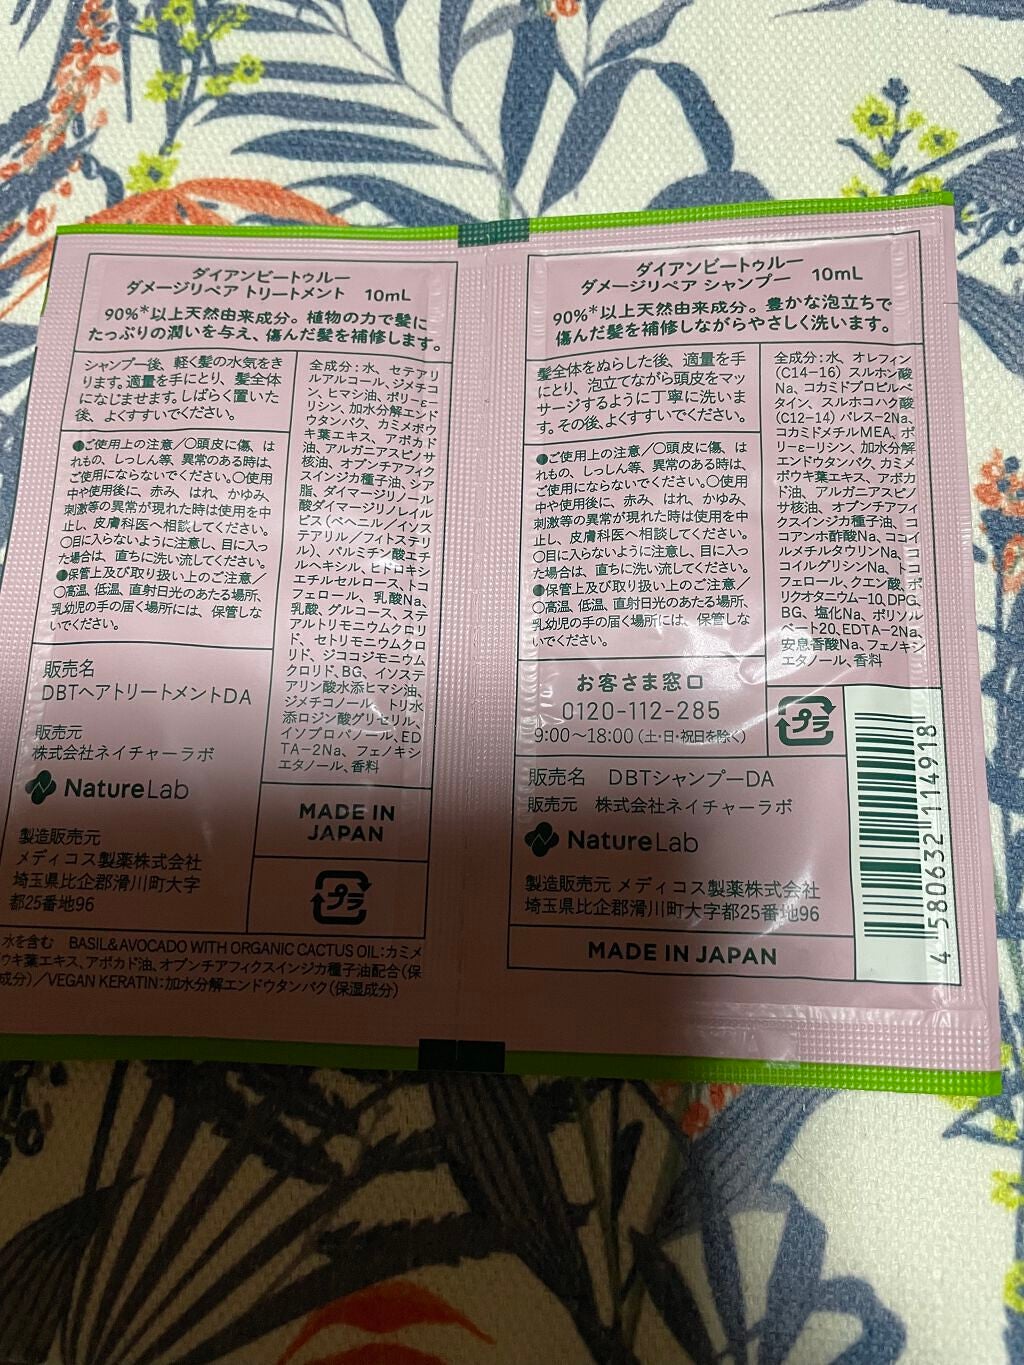 ダイアンビートゥルー
ダメージリペア トリートメント 10mL
90%*以上天然由来成分。植物の力で髪に
たっぷりの潤いを与え、傷んだ髪を補修します。
シャンプー後、軽く髪の水気をき
ります。適量を手にとり、髪全体
になじませます。しばらく置いた
後、よくすすいでください。
●ご使用上の注意/○頭皮に傷、は
れもの、しっしん等、異常のある時は、
ご使用にならないでください。○使用
中や使用後に、赤み、はれ、かゆみ、
刺激等の異常が現れた時は使用を中
止し、皮膚科医へ相談してください。
○目に入らないように注意し、目に入っ
た場合は、直ちに洗い流してください。
●保管上及び取り扱い上のご注意/
○高温、低温、直射日光のあたる場所、
乳幼児の手の届く場所には、保管しな
いでください。
販売名
DBTヘアトリートメントDA
販売元
株式会社ネイチャーラボ
NatureLab
製造販売元
メディコス製薬株式会社
埼玉県比企郡滑川町大字
都25番地96
全成分:水、セテアリ
ルアルコール、ジメチコ
ン、ヒマシ油、ポリ-ε-
リシン、加水分解エンド
ウタンパク、カミメボウ
キ葉エキス、アボカド
油、アルガニアスピノサ
核油、オプンチアフィク
スインジカ種子油、シア
脂、ダイマージリノール
酸ダイマージリノレイル
ビス(ベヘニル/イソス
テアリル/フィトステリ
ル)、パルミチン酸エチ
ルヘキシル、ヒドロキシ
エチルセルロース、トコ
フェロール、乳酸Na、
乳酸、グルコース、ステ
アルトリモニウムクロリ
ド、セトリモニウムクロ
リド、ジココジモニウム
クロリド、BG、イソステ
アリン酸水添ヒマシ油、
ジメチコノール、トリ水
添ロジン酸グリセリル、
イソプロパノール、ED
TA-2Na、フェノキシ
エタノール、香料
MADE IN
JAPAN
プラ
水を含む BASIL&AVOCADO WITH ORGANIC CACTUS OIL:カミメ
ウキ葉エキス、アボカド油、オプンチアフィクスインジカ種子油配合(保
成分)/VEGAN KERATIN:加水分解エンドウタンパク(保湿成分)
ダイアンビートゥルー
ダメージリペア シャンプー 10mL
90%*以上天然由来成分。豊かな泡立ちで
傷んだ髪を補修しながらやさしく洗います。
髪全体をぬらした後、適量を手
にとり、泡立てながら頭皮をマッ
サージするように丁寧に洗いま
す。その後、よくすすいでください。
●ご使用上の注意/○頭皮に傷、は
れもの、しっしん等、異常のある時は、
ご使用にならないでください。○使用
中や使用後に、赤み、はれ、かゆみ、
刺激等の異常が現れた時は使用を中
止し、皮膚科医へ相談してください。
○目に入らないように注意し、目に入っ
た場合は、直ちに洗い流してください。
●保管上及び取り扱い上のご注意/
○高温、低温、直射日光のあたる場所、
乳幼児の手の届く場所には、保管しな
いでください。
お客さま窓口
0120-112-285
9:00~18:00(土・日・祝日を除く)
全成分:水、オレフィン
(C14-16)スルホン酸
Na、コカミドプロピルベ
タイン、スルホコハク酸
(C12-14)パレス-2Na、
コカミドメチルMEA、ポ
リ-ε-リシン、加水分解
エンドウタンパク、カミメ
ボウキ葉エキス、アボカ
ド油、アルガニアスピノ
サ核油、オプンチアフィ
クスインジカ種子油、コ
コアンホ酢酸Na、ココイ
ルメチルタウリンNa、コ
コイルグリシンNa、トコ
フェロール、クエン酸、ポ
リクオタニウム-10、DPG、
BG、塩化Na、ポリソル
ベート20、EDTA-2Na、
安息香酸Na、フェノキシ
エタノール、香料
プラ
販売名 DBTシャンプーDA
販売元 株式会社ネイチャーラボ
NatureLab
製造販売元 メディコス製薬株式会社
埼玉県比企郡滑川町大字都25番地96
MADE IN JAPAN
4 580632 114918